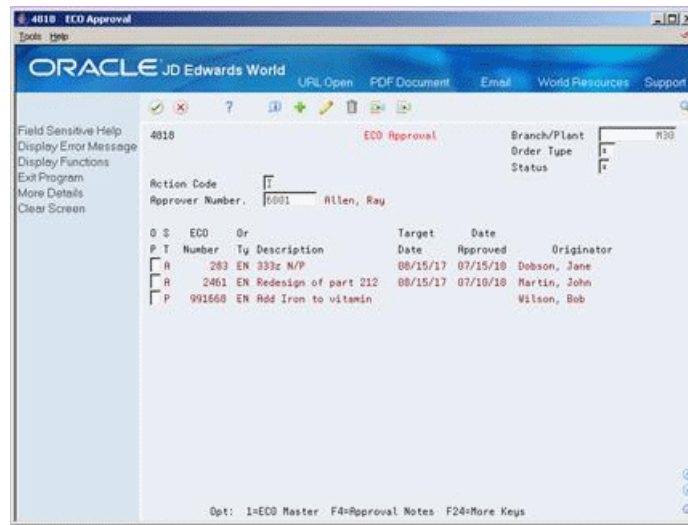 4818 ECO Approval
Tools Help
ORACLE JD Edwards World
URL Open PDF Document Email World Resources Support
?
Field Sensitive Help
Display Error Message
Display Functions
Exit Program
More Details
Clear Screen
4818 ECO Approval Branch/Plant M30
Order Type *
Status *
Action Code I
Approver Number. 6001 Allen, Ray
O S ECO Or Target Date
P T Number Ty Description Date Approved Originator
A 283 EN 333z N/P 08/15/17 07/15/10 Dobson, Jane
A 2461 EN Redesign of part 212 08/15/17 07/10/10 Martin, John
P 991668 EN Add Iron to vitamin Wilson, Bob
Opt: 1=ECO Master F4=Approval Notes F24=More Keys